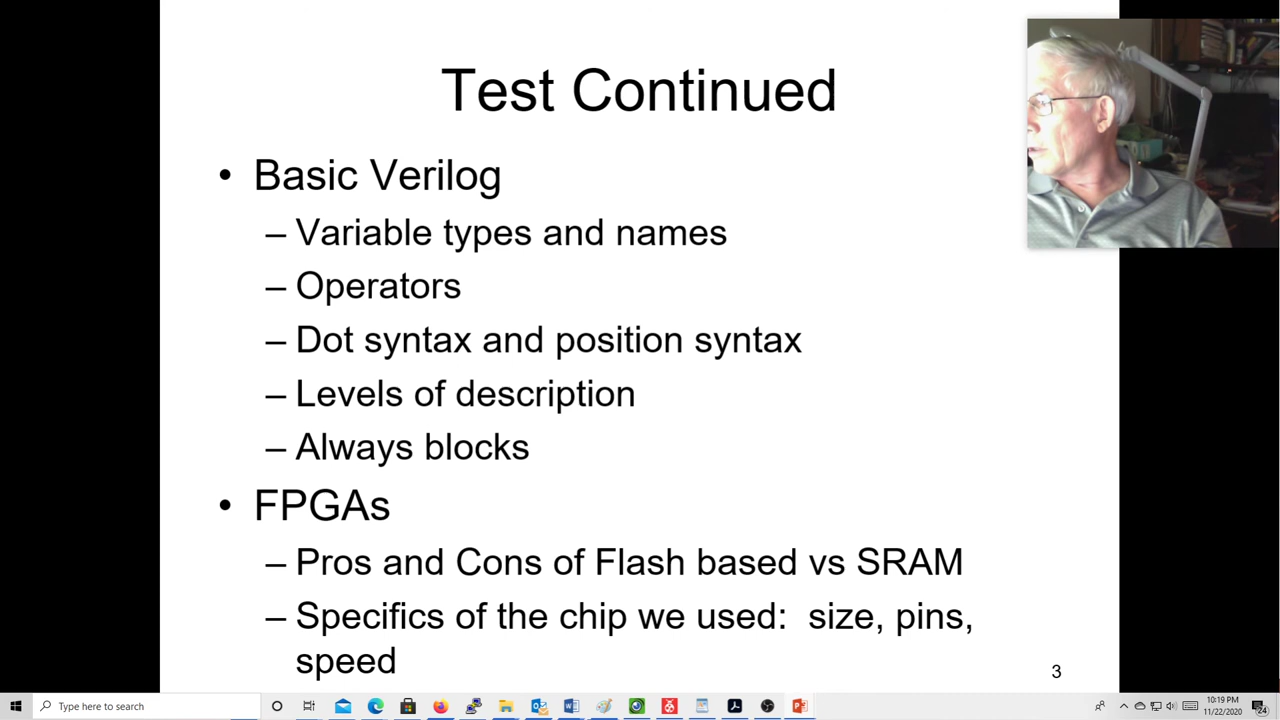 Test Continued
• Basic Verilog
– Variable types and names
– Operators
– Dot syntax and position syntax
– Levels of description
– Always blocks
• FPGAs
– Pros and Cons of Flash based vs SRAM
– Specifics of the chip we used:  size, pins,
speed
3
Type here to search
10:19 PM
11/22/2020
24